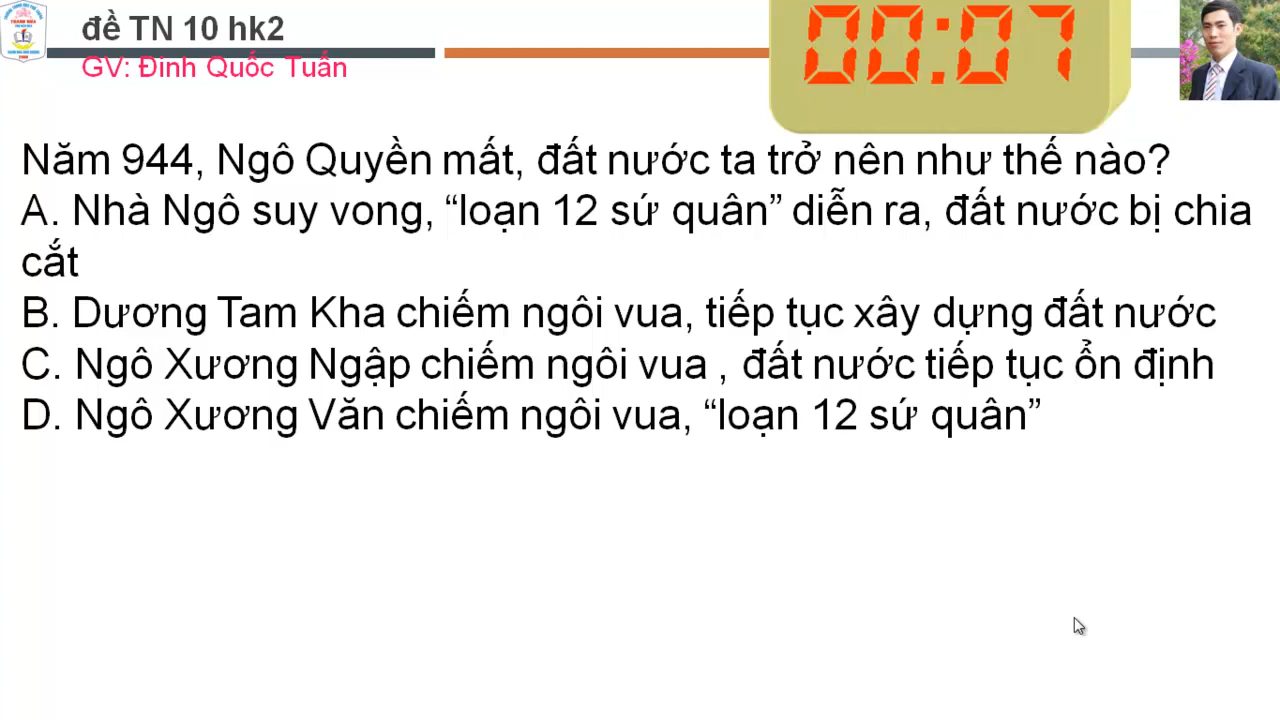 đề TN 10 hk2
GV: Đinh Quốc Tuấn
00:07
Năm 944, Ngô Quyền mất, đất nước ta trở nên như thế nào?
A. Nhà Ngô suy vong, “loạn 12 sứ quân” diễn ra, đất nước bị chia
cắt
B. Dương Tam Kha chiếm ngôi vua, tiếp tục xây dựng đất nước
C. Ngô Xương Ngập chiếm ngôi vua , đất nước tiếp tục ổn định
D. Ngô Xương Văn chiếm ngôi vua, “loạn 12 sứ quân”